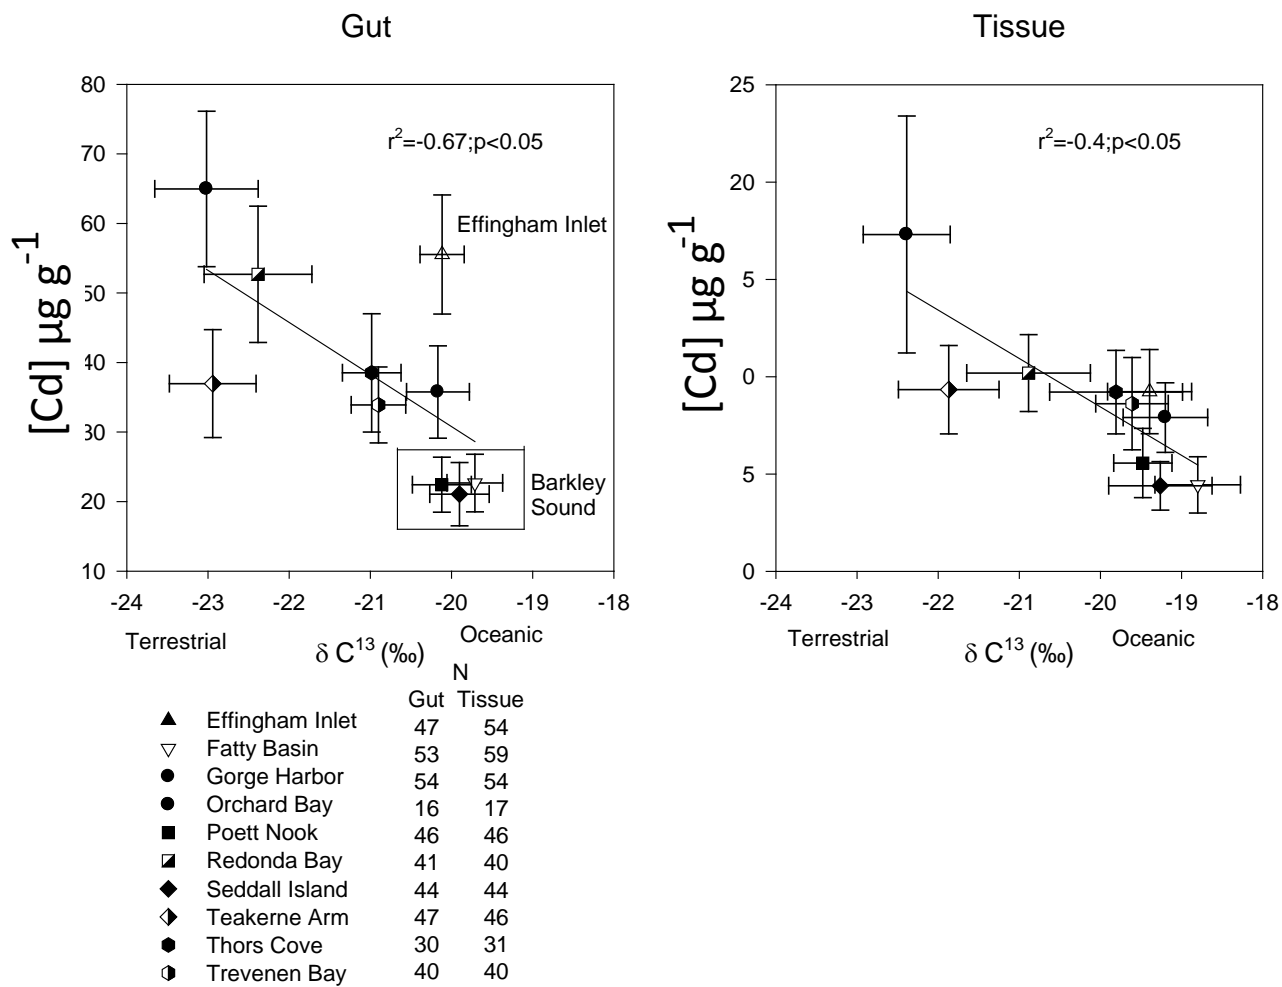 Gut
Tissue
80
70
60
50
40
30
20
10
[Cd] µg g-1
r2=-0.67;p<0.05
Effingham Inlet
Barkley
Sound
-24 -23 -22 -21 -20 -19 -18
Terrestrial
δ C13 (‰)
Oceanic
25
20
5
0
5
0
[Cd] µg g-1
r2=-0.4;p<0.05
-24 -23 -22 -21 -20 -19 -18
Terrestrial
δ C13 (‰)
Oceanic
N
Gut Tissue
Effingham Inlet 47 54
Fatty Basin 53 59
Gorge Harbor 54 54
Orchard Bay 16 17
Poett Nook 46 46
Redonda Bay 41 40
Seddall Island 44 44
Teakerne Arm 47 46
Thors Cove 30 31
Trevenen Bay 40 40